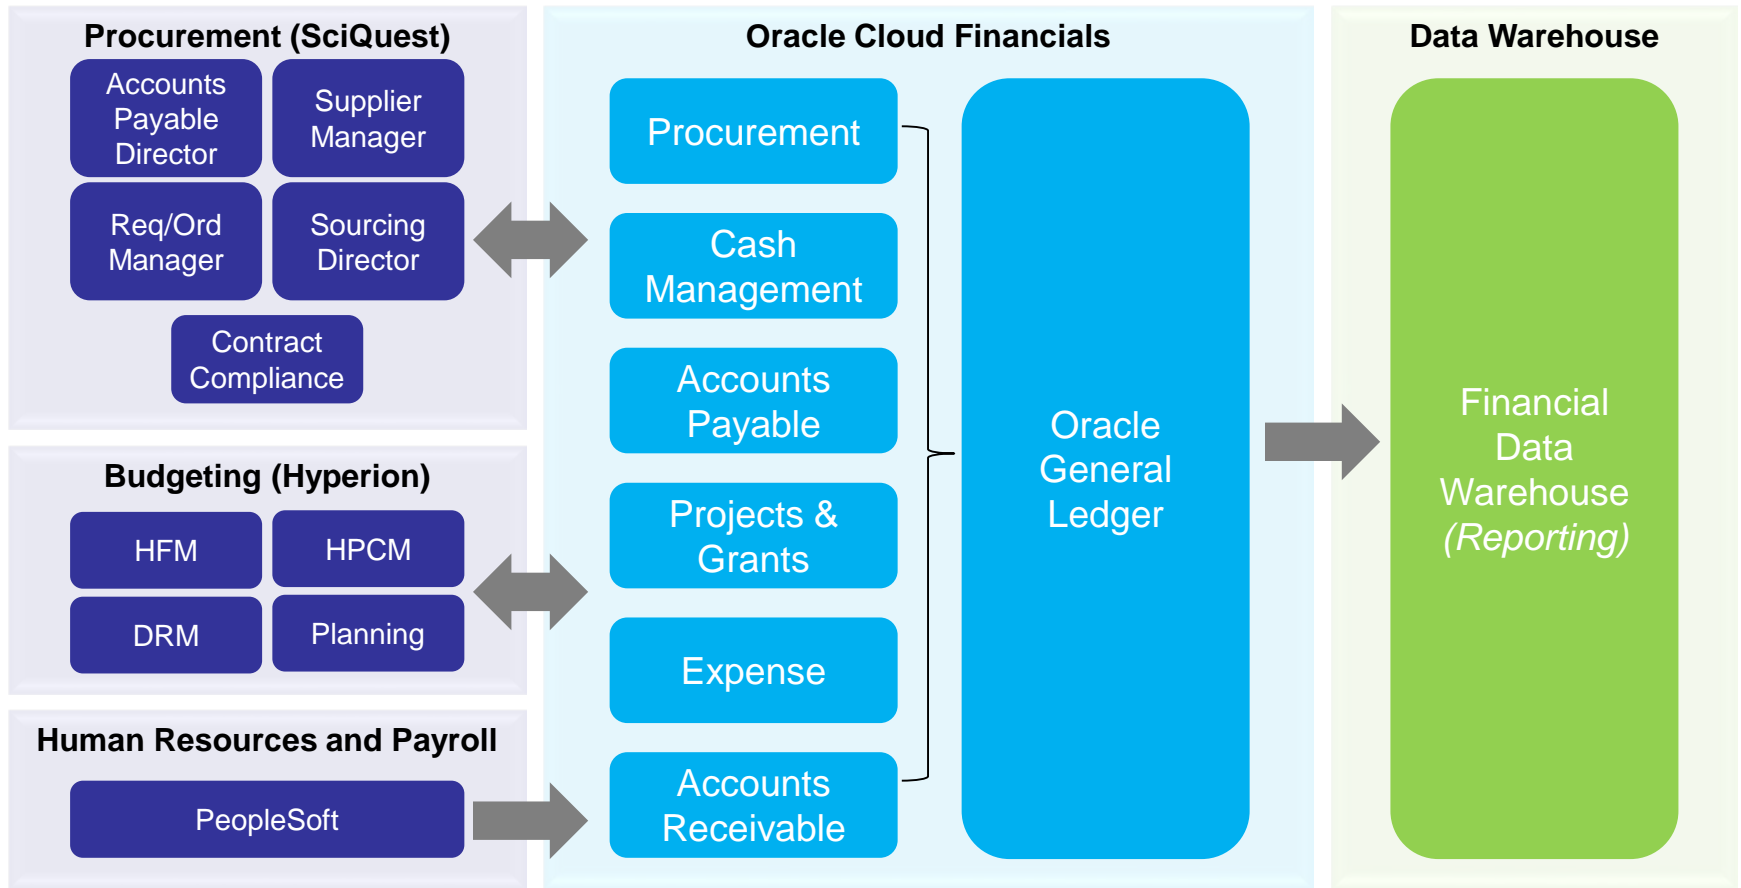 Procurement (SciQuest)
Accounts
Payable
Director
Supplier
Manager
Req/Ord
Manager
Sourcing
Director
Contract
Compliance
Budgeting (Hyperion)
HFM
HPCM
DRM
Planning
Human Resources and Payroll
PeopleSoft
Oracle Cloud Financials
Procurement
Cash
Management
Accounts
Payable
Projects &
Grants
Expense
Accounts
Receivable
Oracle
General
Ledger
Data Warehouse
Financial
Data
Warehouse
(Reporting)